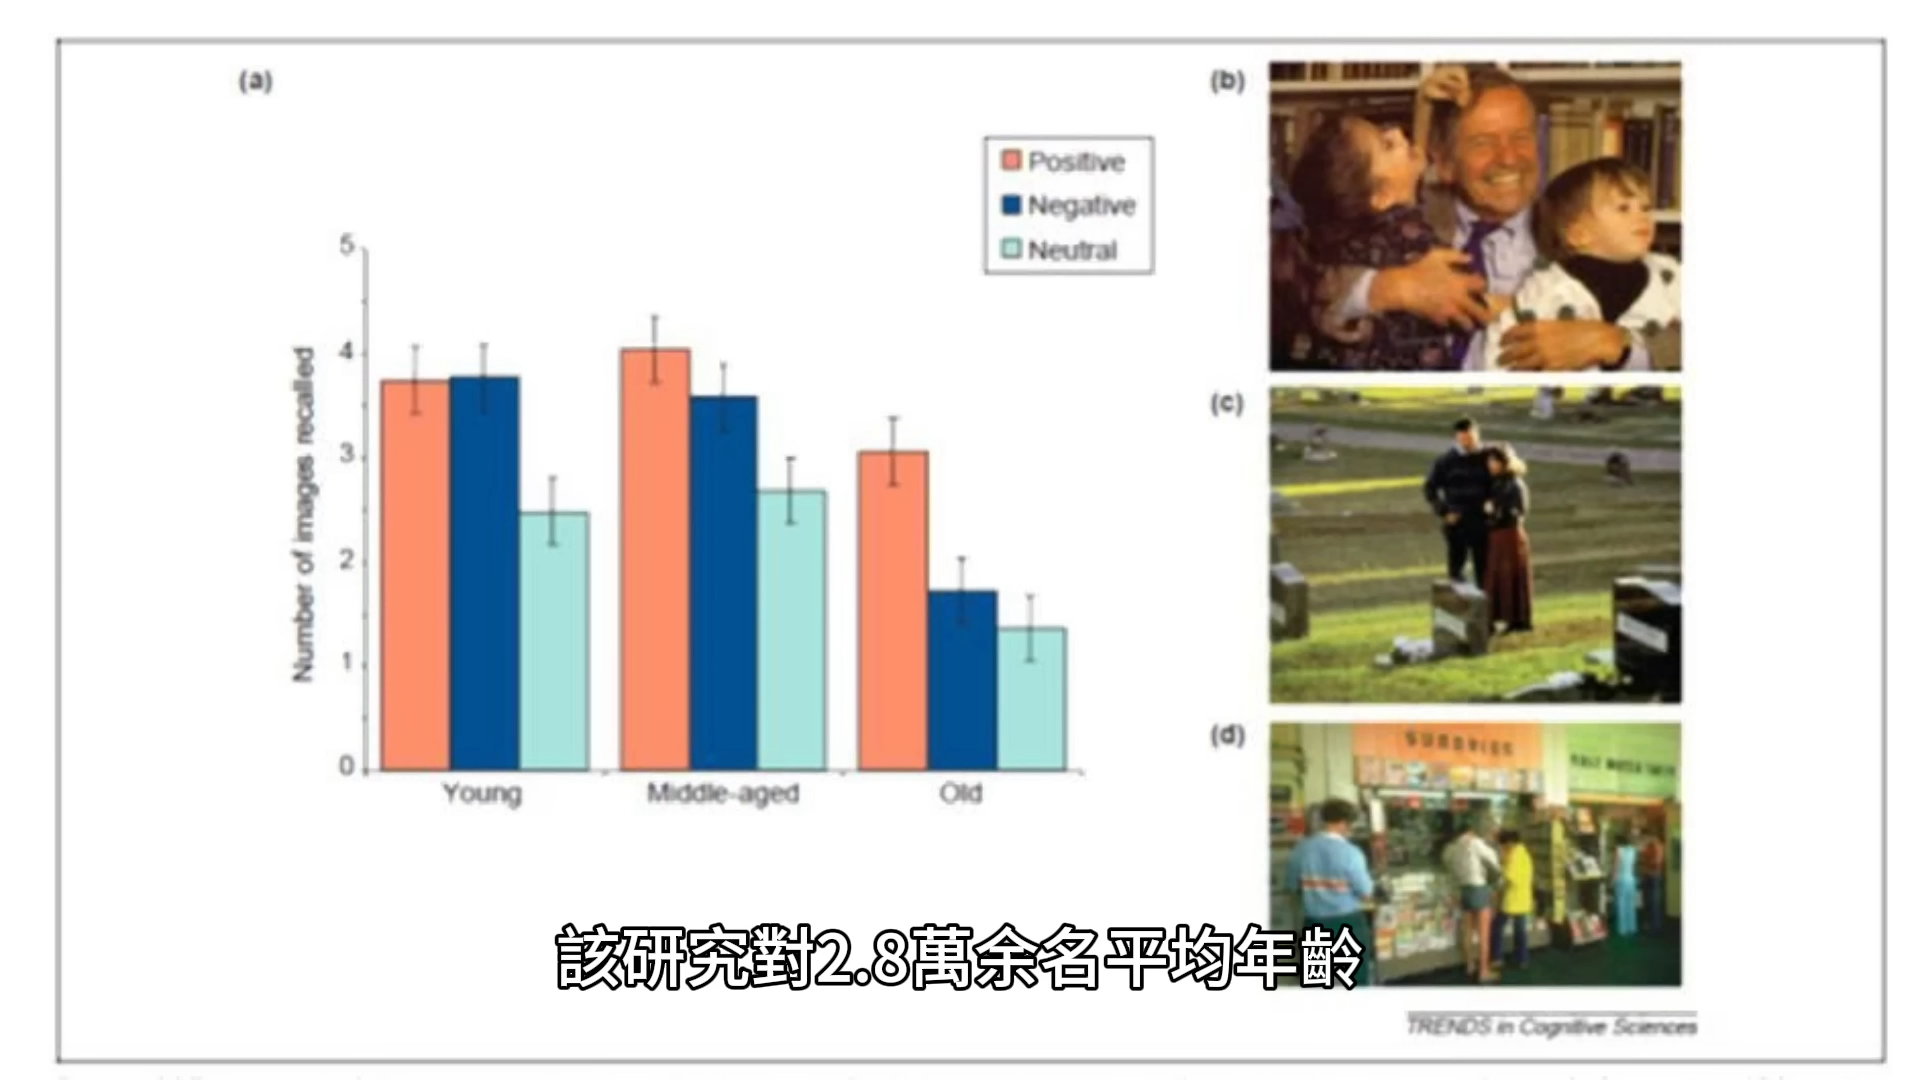 (a)
Positive
Negative
Neutral
5
4
3
2
1
0
Number of images recalled
Young
Middle-aged
Old
(b)
(c)
(d)
SUNDRIES
該研究對2.8萬余名平均年齡
TRENDS in Cognitive Sciences